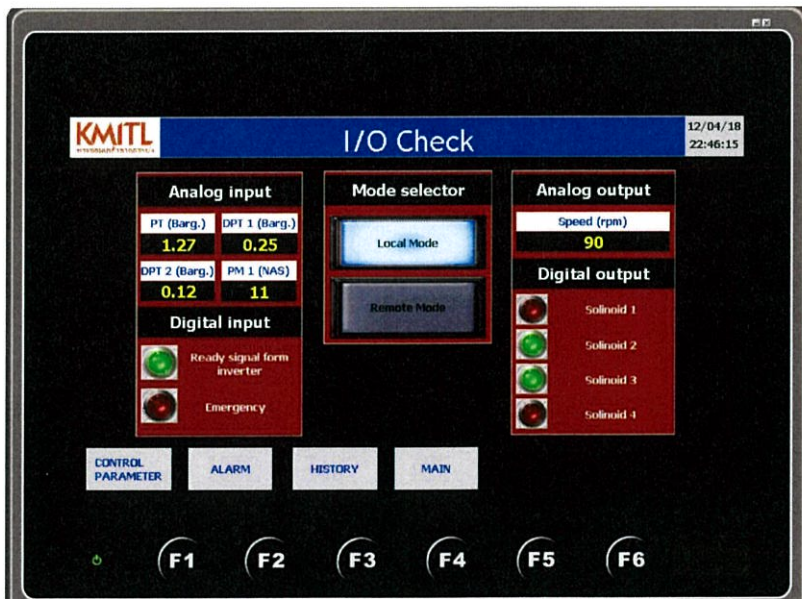 KMITL
I/O Check
12/04/18
22:46:15
Analog input
PT (Barg.) DPT 1 (Barg.)
1.27 0.25
DPT 2 (Barg.) PM 1 (NAS)
0.12 11
Digital input
Ready signal form
inverter
Emergency
Mode selector
Local Mode
Remote Mode
Analog output
Speed (rpm)
90
Digital output
Solinoid 1
Solinoid 2
Solinoid 3
Solinoid 4
CONTROL
PARAMETER
ALARM
HISTORY
MAIN
F1 F2 F3 F4 F5 F6